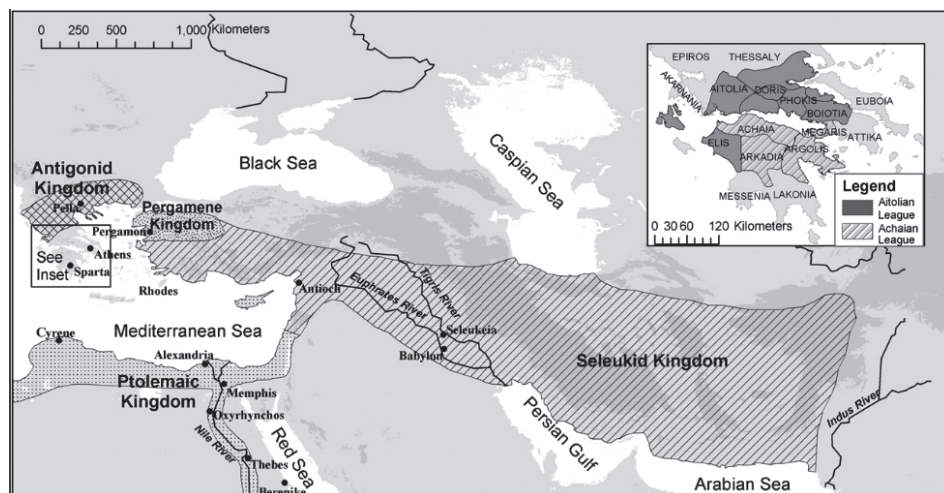 0 250 500 1,000 Kilometers
Black Sea
Caspian Sea
Antigonid
Kingdom
Pella
Pergamene
Kingdom
Pergamon
See
Inset
Athens
Sparta
Rhodes
Antioch
Euphrates River
Tigris River
Seleukeia
Babylon
Seleukid Kingdom
Mediterranean Sea
Cyrene
Alexandria
Ptolemaic
Kingdom
Memphis
Oxyrhynchos
Nile River
Thebes
Berenike
Red Sea
Persian Gulf
Arabian Sea
Indus River
EPIROS
THESSALY
AKARNANIA
AITOLIA
DORIS
PHOKIS
BOIOTIA
EUBOIA
ACHAIA
MEGARIS
ATTIKA
ELIS
ARKADIA
ARGOLIS
MESSENIA
LAKONIA
0 30 60 120 Kilometers
Legend
Aitolian
League
Achaian
League